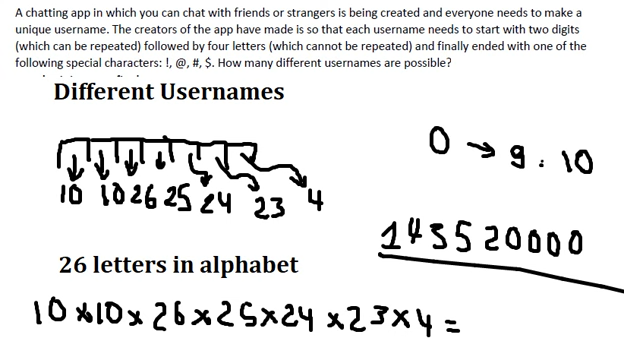 A chatting app in which you can chat with friends or strangers is being created and everyone needs to make a
unique username. The creators of the app have made is so that each username needs to start with two digits
(which can be repeated) followed by four letters (which cannot be repeated) and finally ended with one of the
following special characters: !, @, #, $. How many different usernames are possible?
Different Usernames
0 → 9 : 10
10 10 26 25 24 23 4
143520000
26 letters in alphabet
10 x 10 x 26 x 25 x 24 x 23 x 4 =